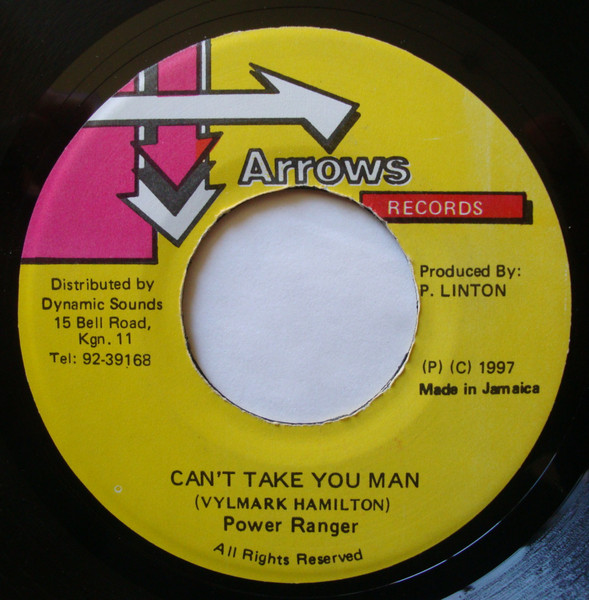 Arrows
RECORDS
Distributed by
Dynamic Sounds
15 Bell Road,
Kgn. 11
Tel: 92-39168
Produced By:
P. LINTON
(P) (C) 1997
Made in Jamaica
CAN'T TAKE YOU MAN
(VYLMARK HAMILTON)
Power Ranger
All Rights Reserved